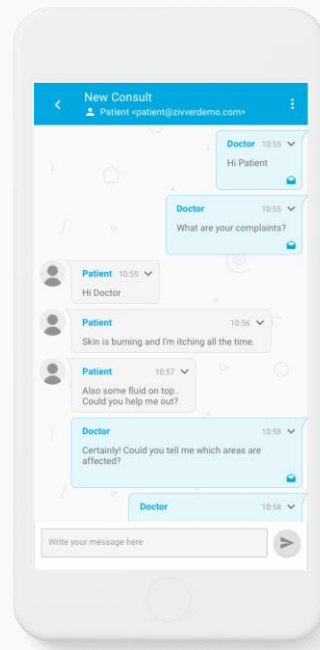 New Consult
Patient <patient@zivverdemo.com>
Doctor 10:55
Hi Patient
Doctor 10:55
What are your complaints?
Patient 10:55
Hi Doctor
Patient 10:56
Skin is burning and I'm itching all the time.
Patient 10:57
Also some fluid on top..
Could you help me out?
Doctor 10:58
Certainly! Could you tell me which areas are
affected?
Doctor 10:58
Write your message here